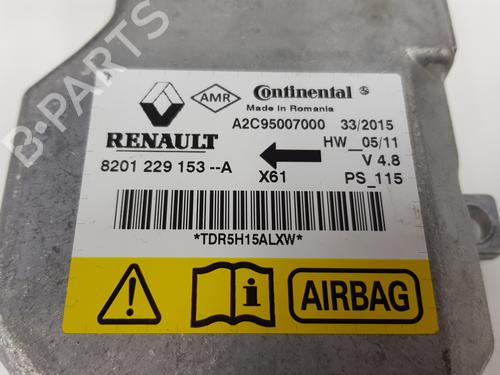 B-PARTS
AMR
Continental
Made in Romania
RENAULT
A2C95007000 33/2015
HW__05/11
8201 229 153 --A
V 4.8
X61
PS_115
*TDR5H15ALXW*
AIRBAG